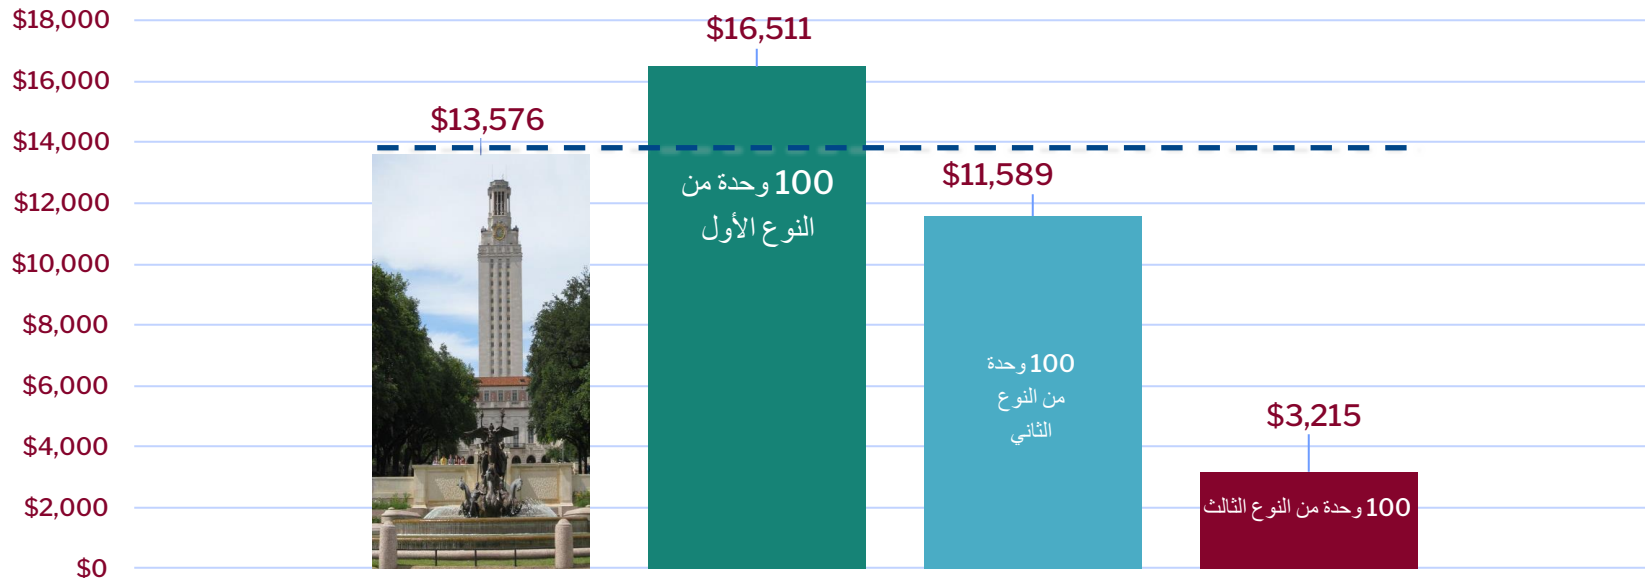 $18,000
$16,000
$14,000
$12,000
$10,000
$8,000
$6,000
$4,000
$2,000
$0
$13,576
$16,511
100 وحدة من
النوع الأول
$11,589
100 وحدة
من النوع
الثاني
$3,215
100 وحدة من النوع الثالث